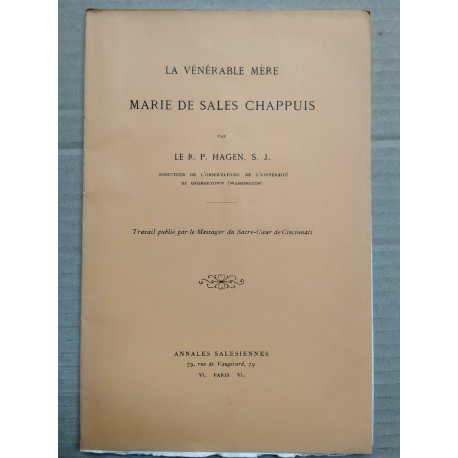 LA VÉNÉRABLE MÈRE
MARIE DE SALES CHAPPUIS
PAR
LE R. P. HAGEN, S. J.
DIRECTEUR DE L'OBSERVATOIRE DE L'UNIVERSITÉ
DE GEORGETOWN (WASHINGTON)
Travail publié par le Messager du Sacré-Cœur de Cincinnati
ANNALES SALESIENNES
79, rue de Vaugirard, 79
VI. PARIS VI.